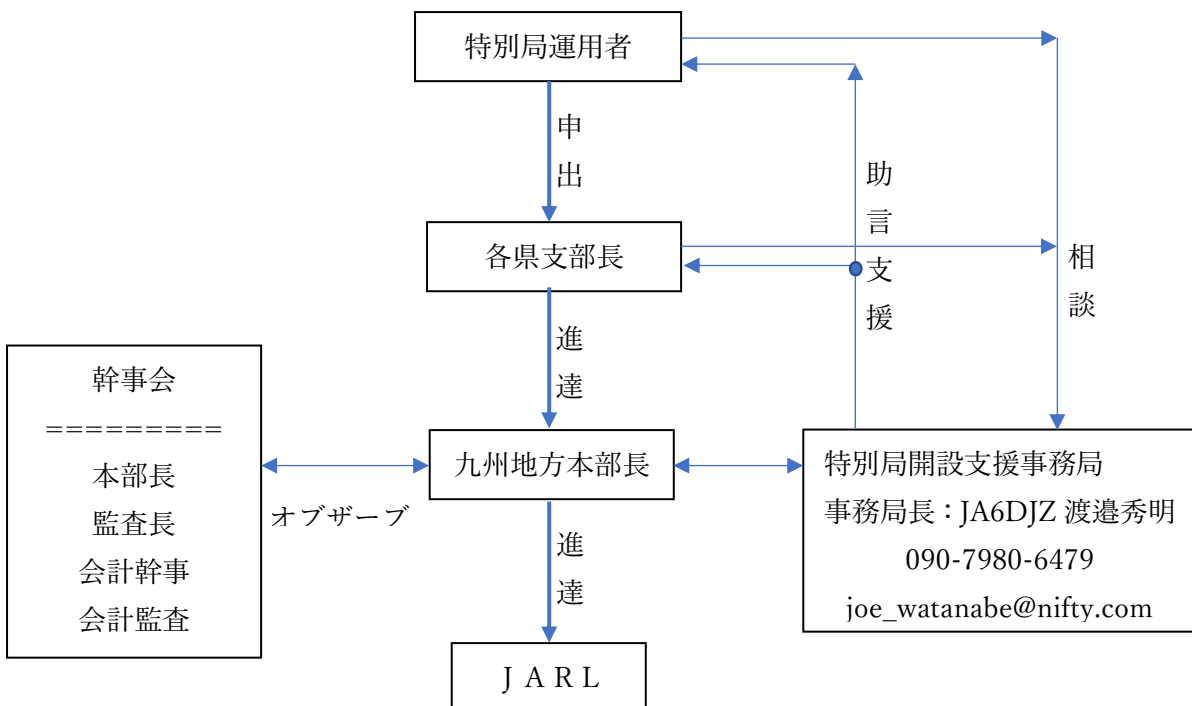 特別局運用者
申出
助言支援
各県支部長
相談
進達
幹事会
=========
本部長
監査長
会計幹事
会計監査
オブザーブ
九州地方本部長
特別局開設支援事務局
事務局長：JA6DJZ 渡邉秀明
090-7980-6479
joe_watanabe@nifty.com
進達
ＪＡＲＬ